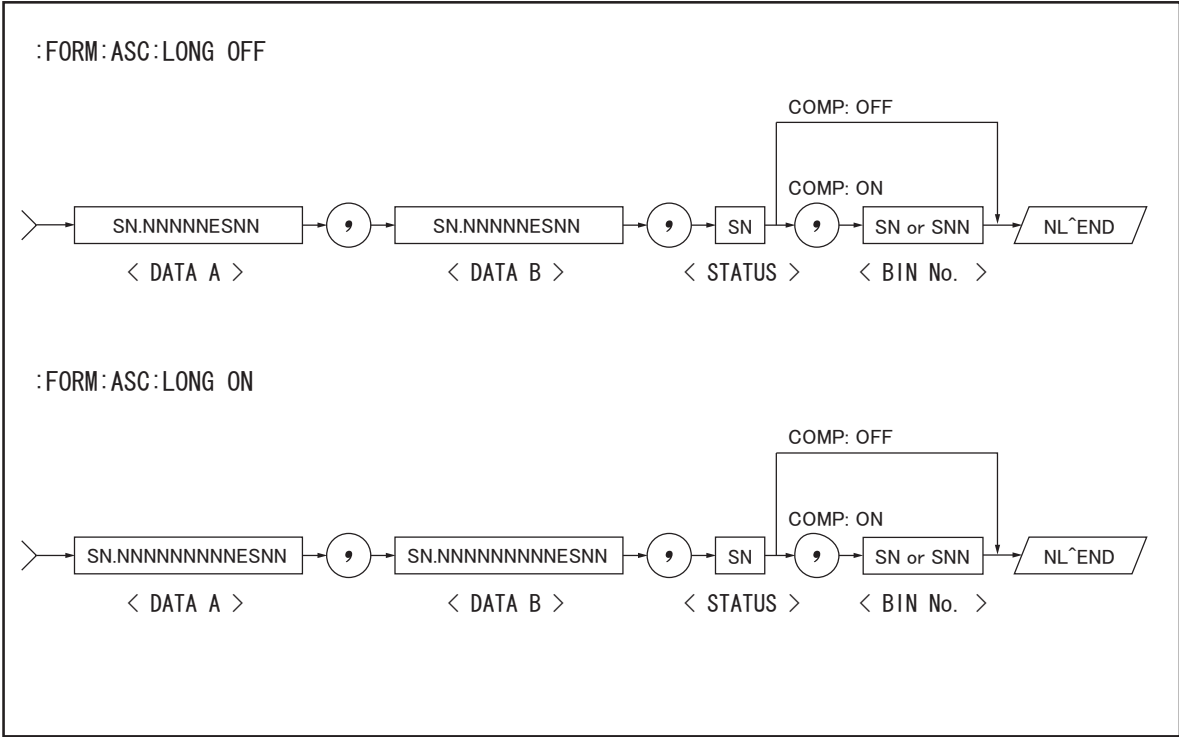 :FORM:ASC:LONG OFF
COMP: OFF
COMP: ON
SN.NNNNNESNN , SN.NNNNNESNN , SN , SN or SNN NL^END
< DATA A > < DATA B > < STATUS > < BIN No. >
:FORM:ASC:LONG ON
COMP: OFF
COMP: ON
SN.NNNNNNNNNESNN , SN.NNNNNNNNNESNN , SN , SN or SNN NL^END
< DATA A > < DATA B > < STATUS > < BIN No. >